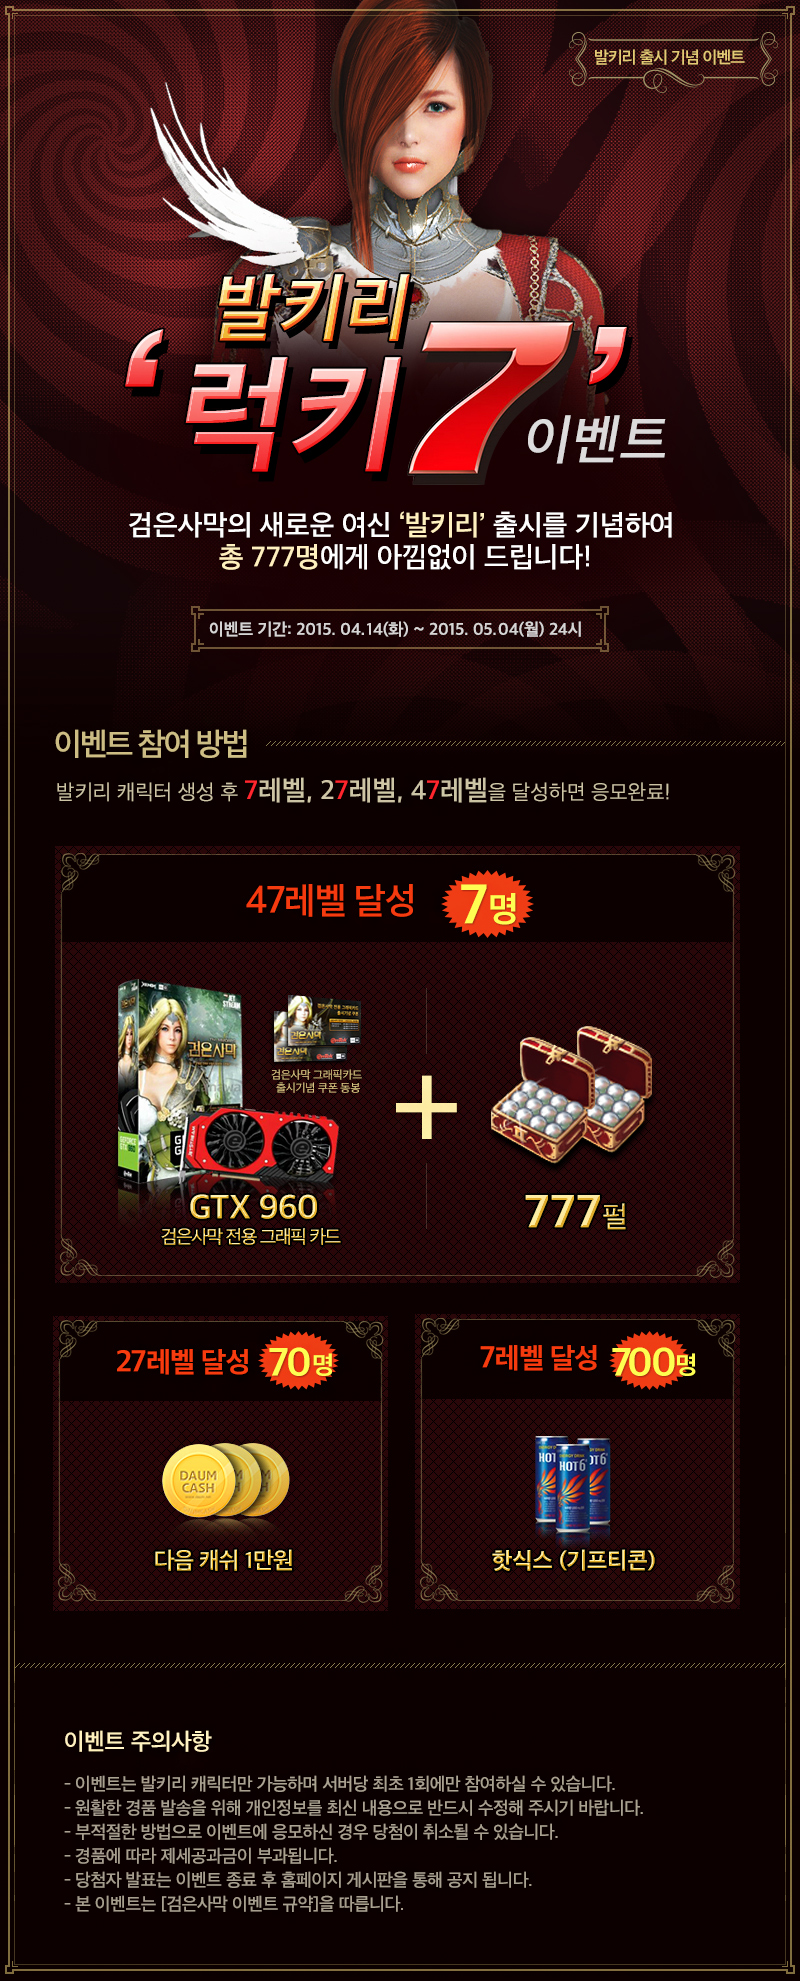 발키리 출시 기념 이벤트
발키리
‘럭키7’
이벤트
검은사막의 새로운 여신 ‘발키리’ 출시를 기념하여
총 777명에게 아낌없이 드립니다!
이벤트 기간: 2015. 04.14(화) ~ 2015. 05.04(월) 24시
이벤트 참여 방법
발키리 캐릭터 생성 후 7레벨, 27레벨, 47레벨을 달성하면 응모완료!
47레벨 달성 7명
JET
STREAM
검은사막
검은사막 그래픽카드
출시기념 쿠폰 동봉
+
GTX 960
검은사막 전용 그래픽 카드
777펄
27레벨 달성 70명
DAUM
CASH
다음 캐쉬 1만원
7레벨 달성 700명
HOT6
핫식스 (기프티콘)
이벤트 주의사항
- 이벤트는 발키리 캐릭터만 가능하며 서버당 최초 1회에만 참여하실 수 있습니다.
- 원활한 경품 발송을 위해 개인정보를 최신 내용으로 반드시 수정해 주시기 바랍니다.
- 부적절한 방법으로 이벤트에 응모하신 경우 당첨이 취소될 수 있습니다.
- 경품에 따라 제세공과금이 부과됩니다.
- 당첨자 발표는 이벤트 종료 후 홈페이지 게시판을 통해 공지 됩니다.
- 본 이벤트는 [검은사막 이벤트 규약]을 따릅니다.